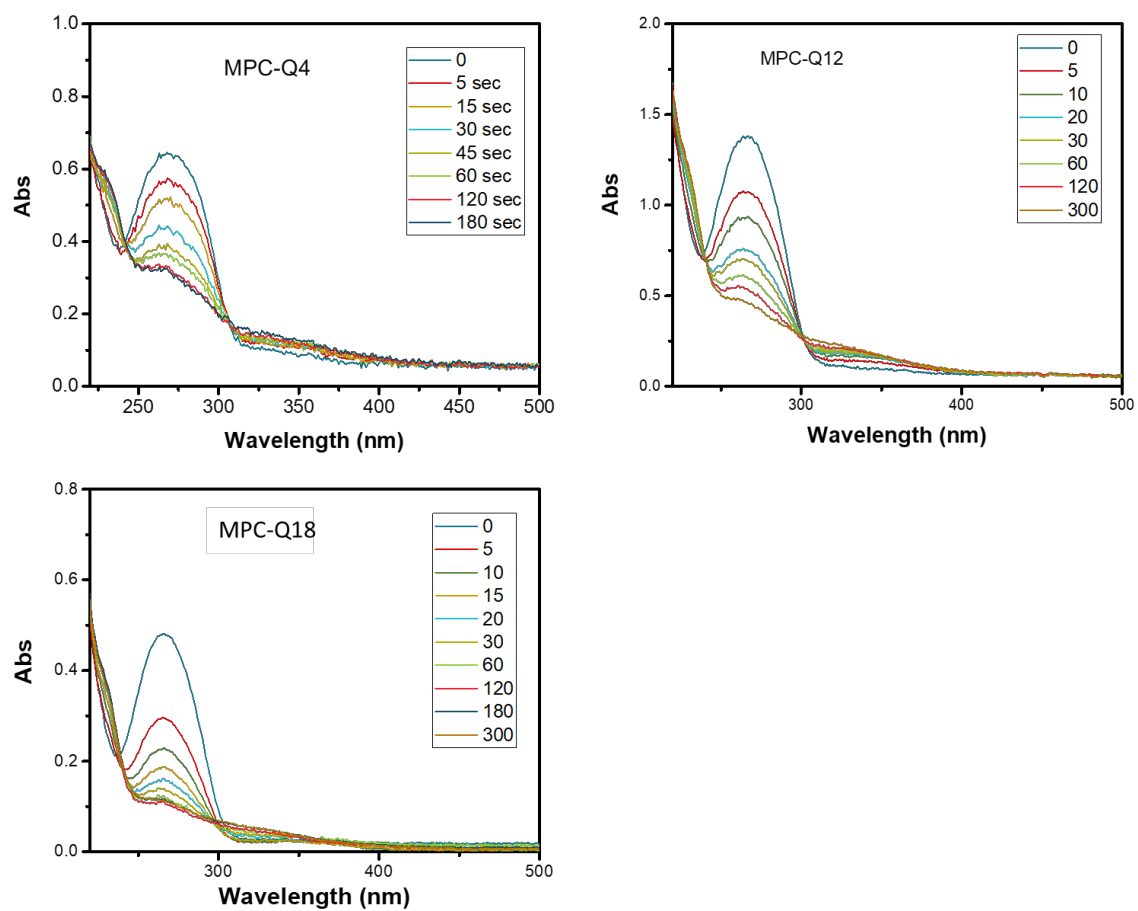 MPC-Q4
0
5 sec
15 sec
30 sec
45 sec
60 sec
120 sec
180 sec
1.0
0.8
0.6
0.4
0.2
0.0
Abs
250 300 350 400 450 500
Wavelength (nm)
MPC-Q12
0
5
10
20
30
60
120
300
2.0
1.5
1.0
0.5
0.0
Abs
300 400 500
Wavelength (nm)
MPC-Q18
0
5
10
15
20
30
60
120
180
300
0.8
0.6
0.4
0.2
0.0
Abs
300 400 500
Wavelength (nm)